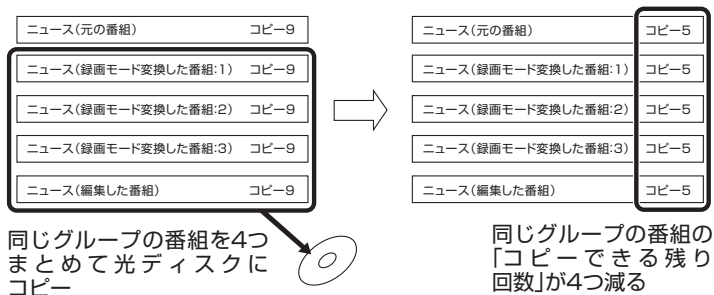 ニュース(元の番組) コピー9
ニュース(録画モード変換した番組:1) コピー9
ニュース(録画モード変換した番組:2) コピー9
ニュース(録画モード変換した番組:3) コピー9
ニュース(編集した番組) コピー9
同じグループの番組を4つ
まとめて光ディスクに
コピー
ニュース(元の番組) コピー5
ニュース(録画モード変換した番組:1) コピー5
ニュース(録画モード変換した番組:2) コピー5
ニュース(録画モード変換した番組:3) コピー5
ニュース(編集した番組) コピー5
同じグループの番組の
「コピーできる残り
回数」が4つ減る